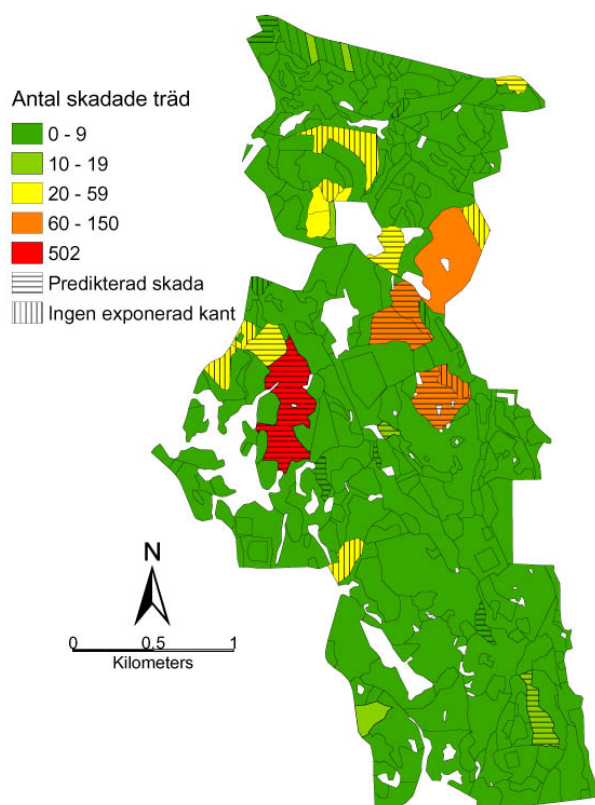 Antal skadade träd
0 - 9
10 - 19
20 - 59
60 - 150
502
Predikterad skada
Ingen exponerad kant
N
0 0,5 1
Kilometers